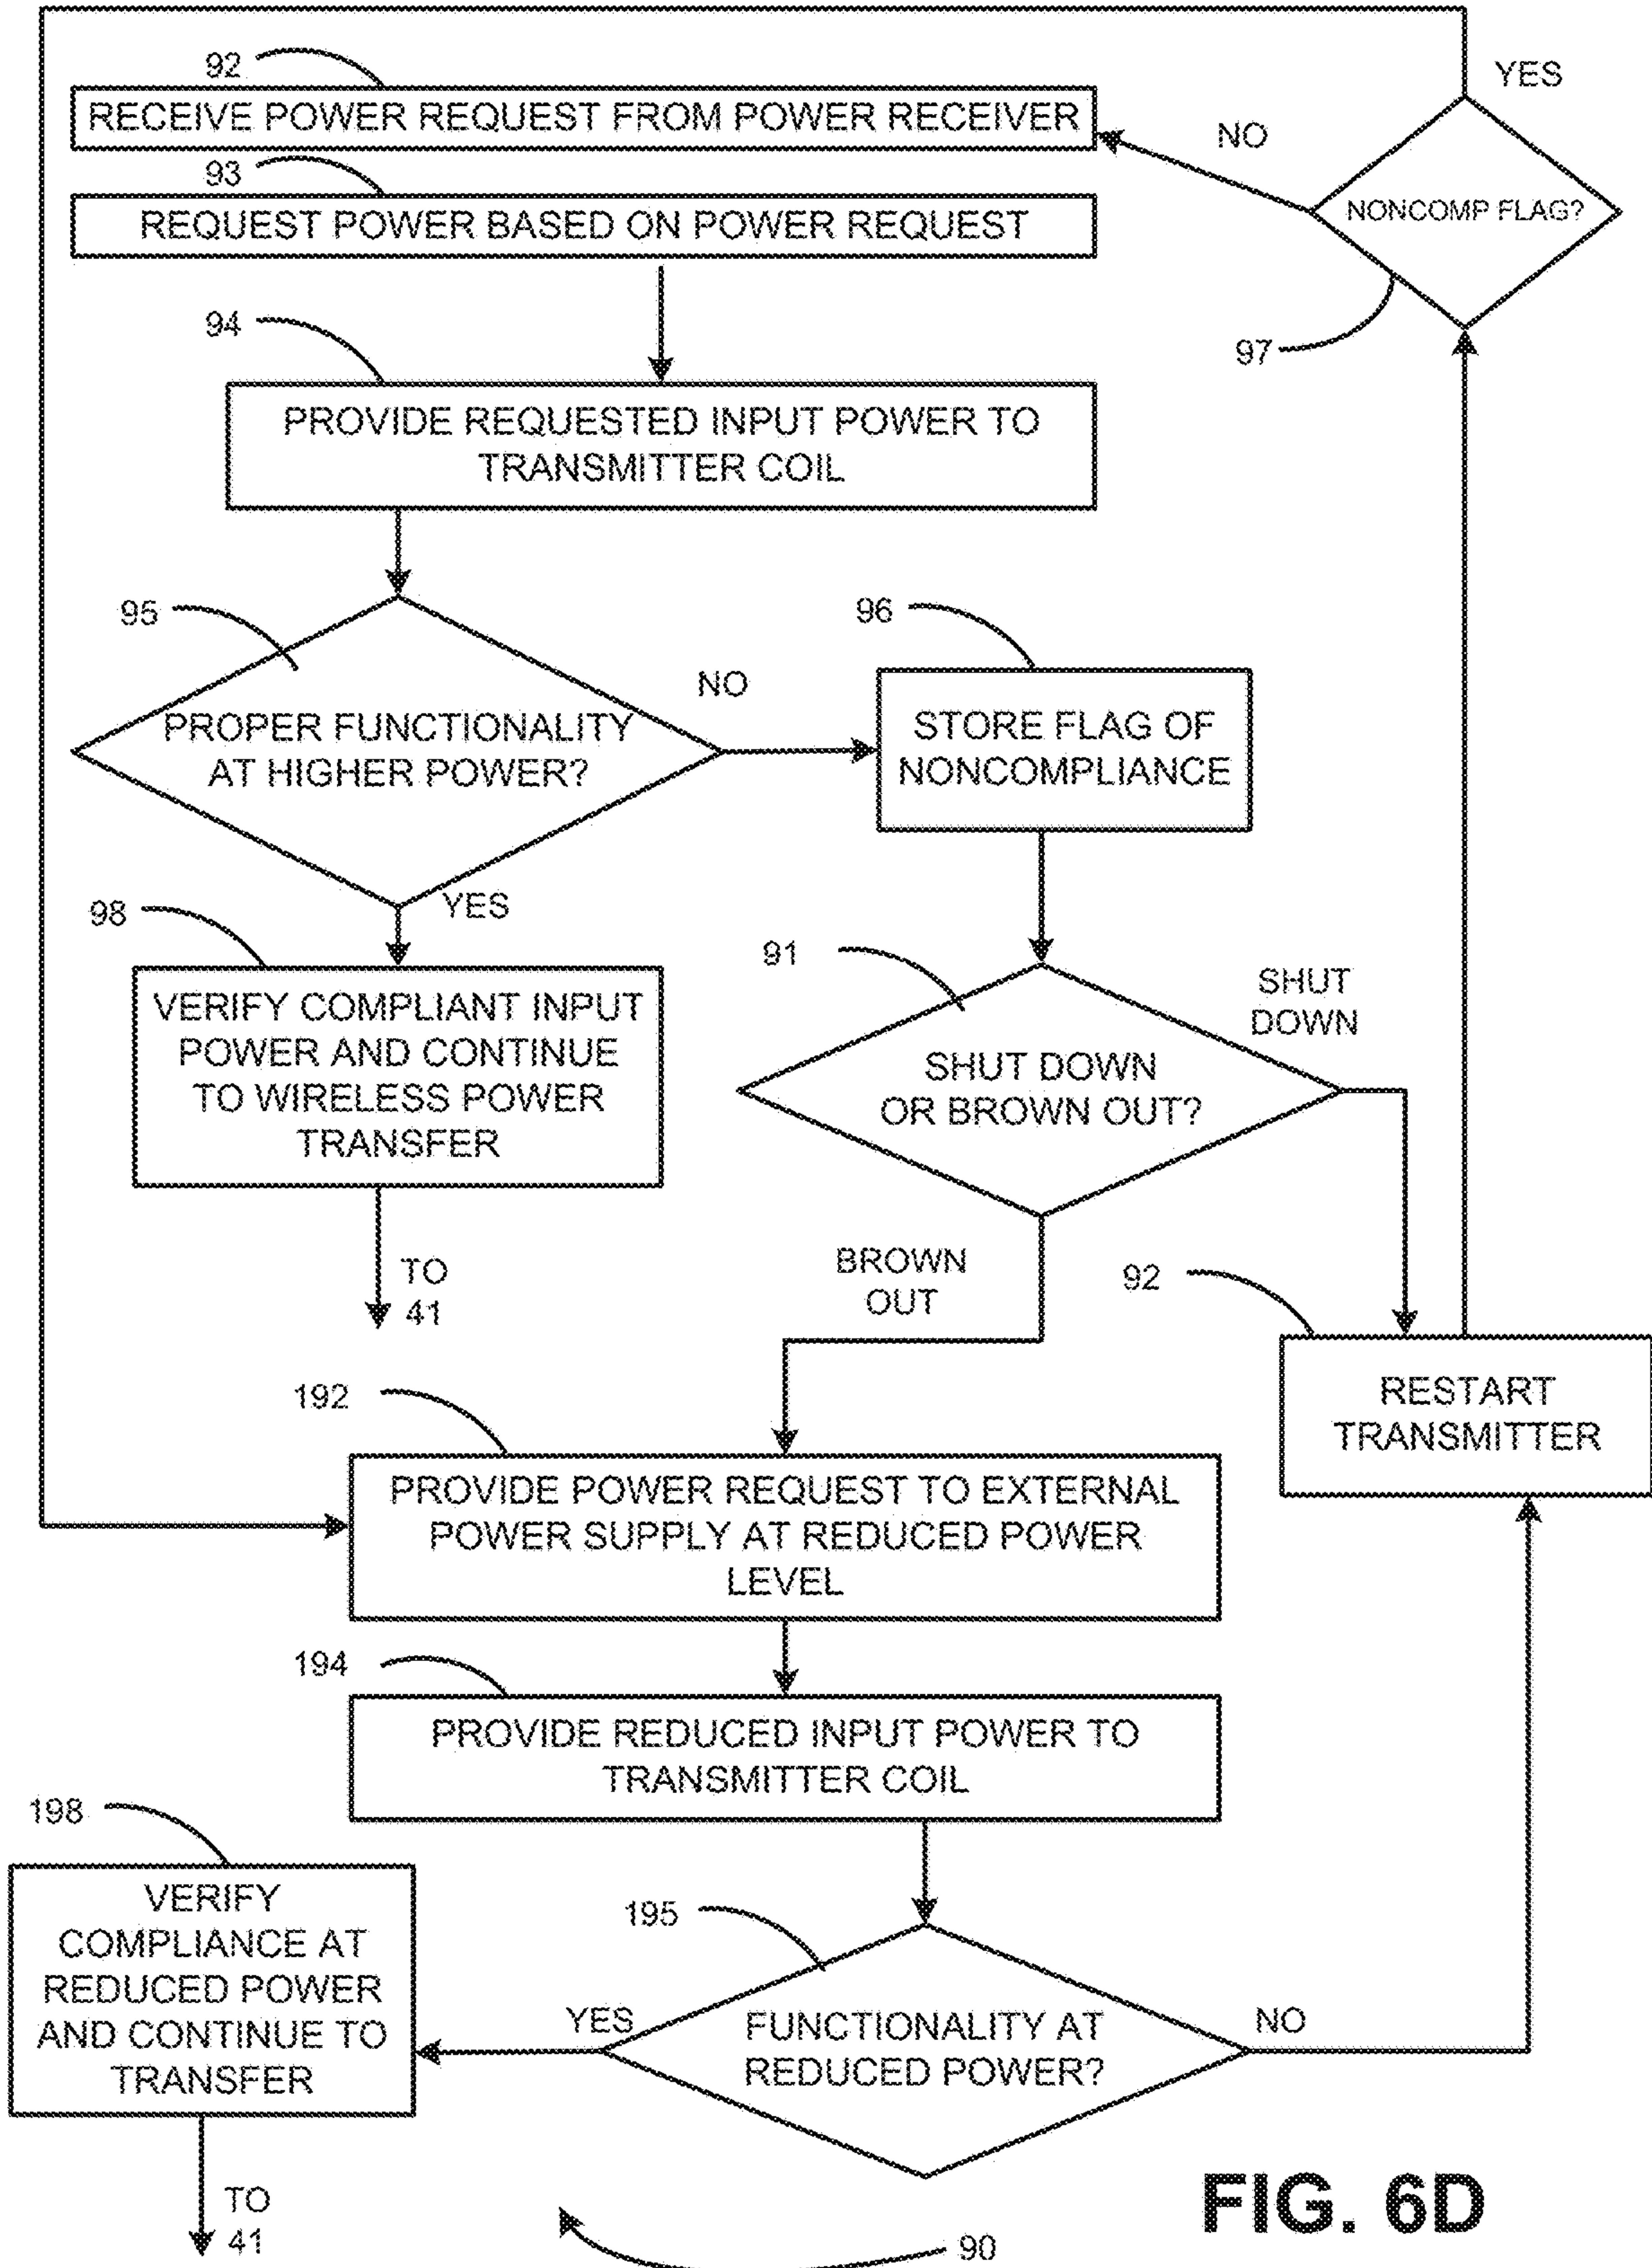 YES
92
RECEIVE POWER REQUEST FROM POWER RECEIVER
NO
93
REQUEST POWER BASED ON POWER REQUEST
NONCOMP FLAG?
94
97
PROVIDE REQUESTED INPUT POWER TO
TRANSMITTER COIL
95
96
NO
PROPER FUNCTIONALITY
AT HIGHER POWER?
STORE FLAG OF
NONCOMPLIANCE
YES
98
91
SHUT
DOWN
VERIFY COMPLIANT INPUT
POWER AND CONTINUE
TO WIRELESS POWER
TRANSFER
SHUT DOWN
OR BROWN OUT?
TO
41
BROWN
OUT
92
192
RESTART
TRANSMITTER
PROVIDE POWER REQUEST TO EXTERNAL
POWER SUPPLY AT REDUCED POWER
LEVEL
194
PROVIDE REDUCED INPUT POWER TO
TRANSMITTER COIL
198
VERIFY
COMPLIANCE AT
REDUCED POWER
AND CONTINUE TO
TRANSFER
195
YES
FUNCTIONALITY AT
REDUCED POWER?
NO
TO
41
90
FIG. 6D